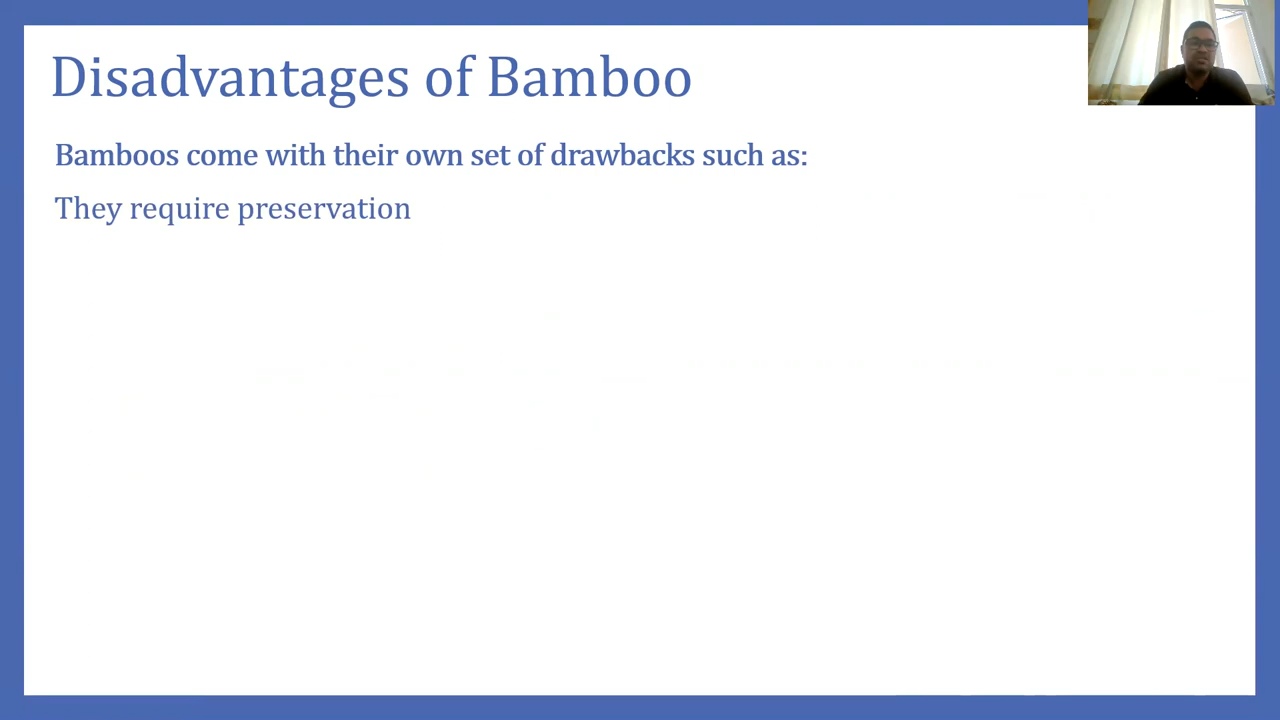 Disadvantages of Bamboo
Bamboos come with their own set of drawbacks such as:
They require preservation